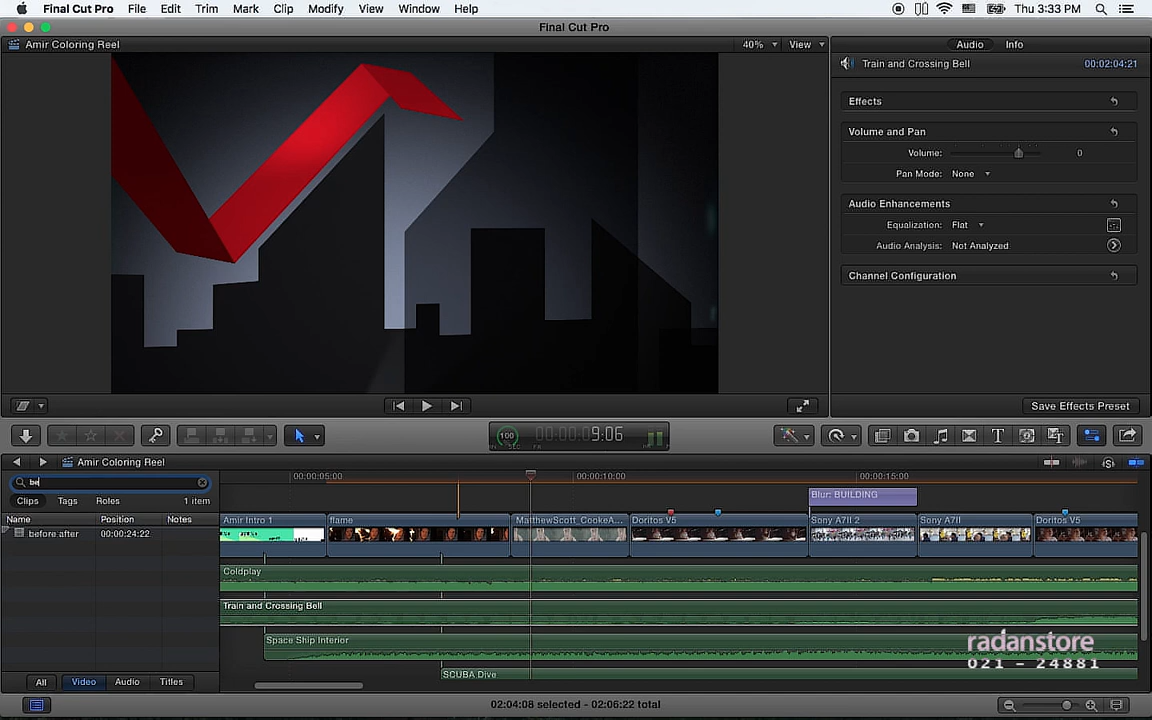 Final Cut Pro File Edit Trim Mark Clip Modify View Window Help Thu 3:33 PM
Final Cut Pro
Amir Coloring Reel 40% View Audio Info
Train and Crossing Bell 00:02:04:21
Effects
Volume and Pan
Volume: 0
Pan Mode: None
Audio Enhancements
Equalization: Flat
Audio Analysis: Not Analyzed
Channel Configuration
Save Effects Preset
100 00:00:09:06
Amir Coloring Reel
be
00:00:05:00 00:00:10:00 00:00:15:00
Clips Tags Roles 1 item
Blur: BUILDING
Name Position Notes
Amir Intro 1 flame MatthewScott_CookeA... Doritos V5 Sony A7II 2 Sony A7II Doritos V5
before after 00:00:24:22
Coldplay
Train and Crossing Bell
Space Ship Interior
radanstore
021 - 24881
SCUBA Dive
All Video Audio Titles
02:04:08 selected - 02:06:22 total